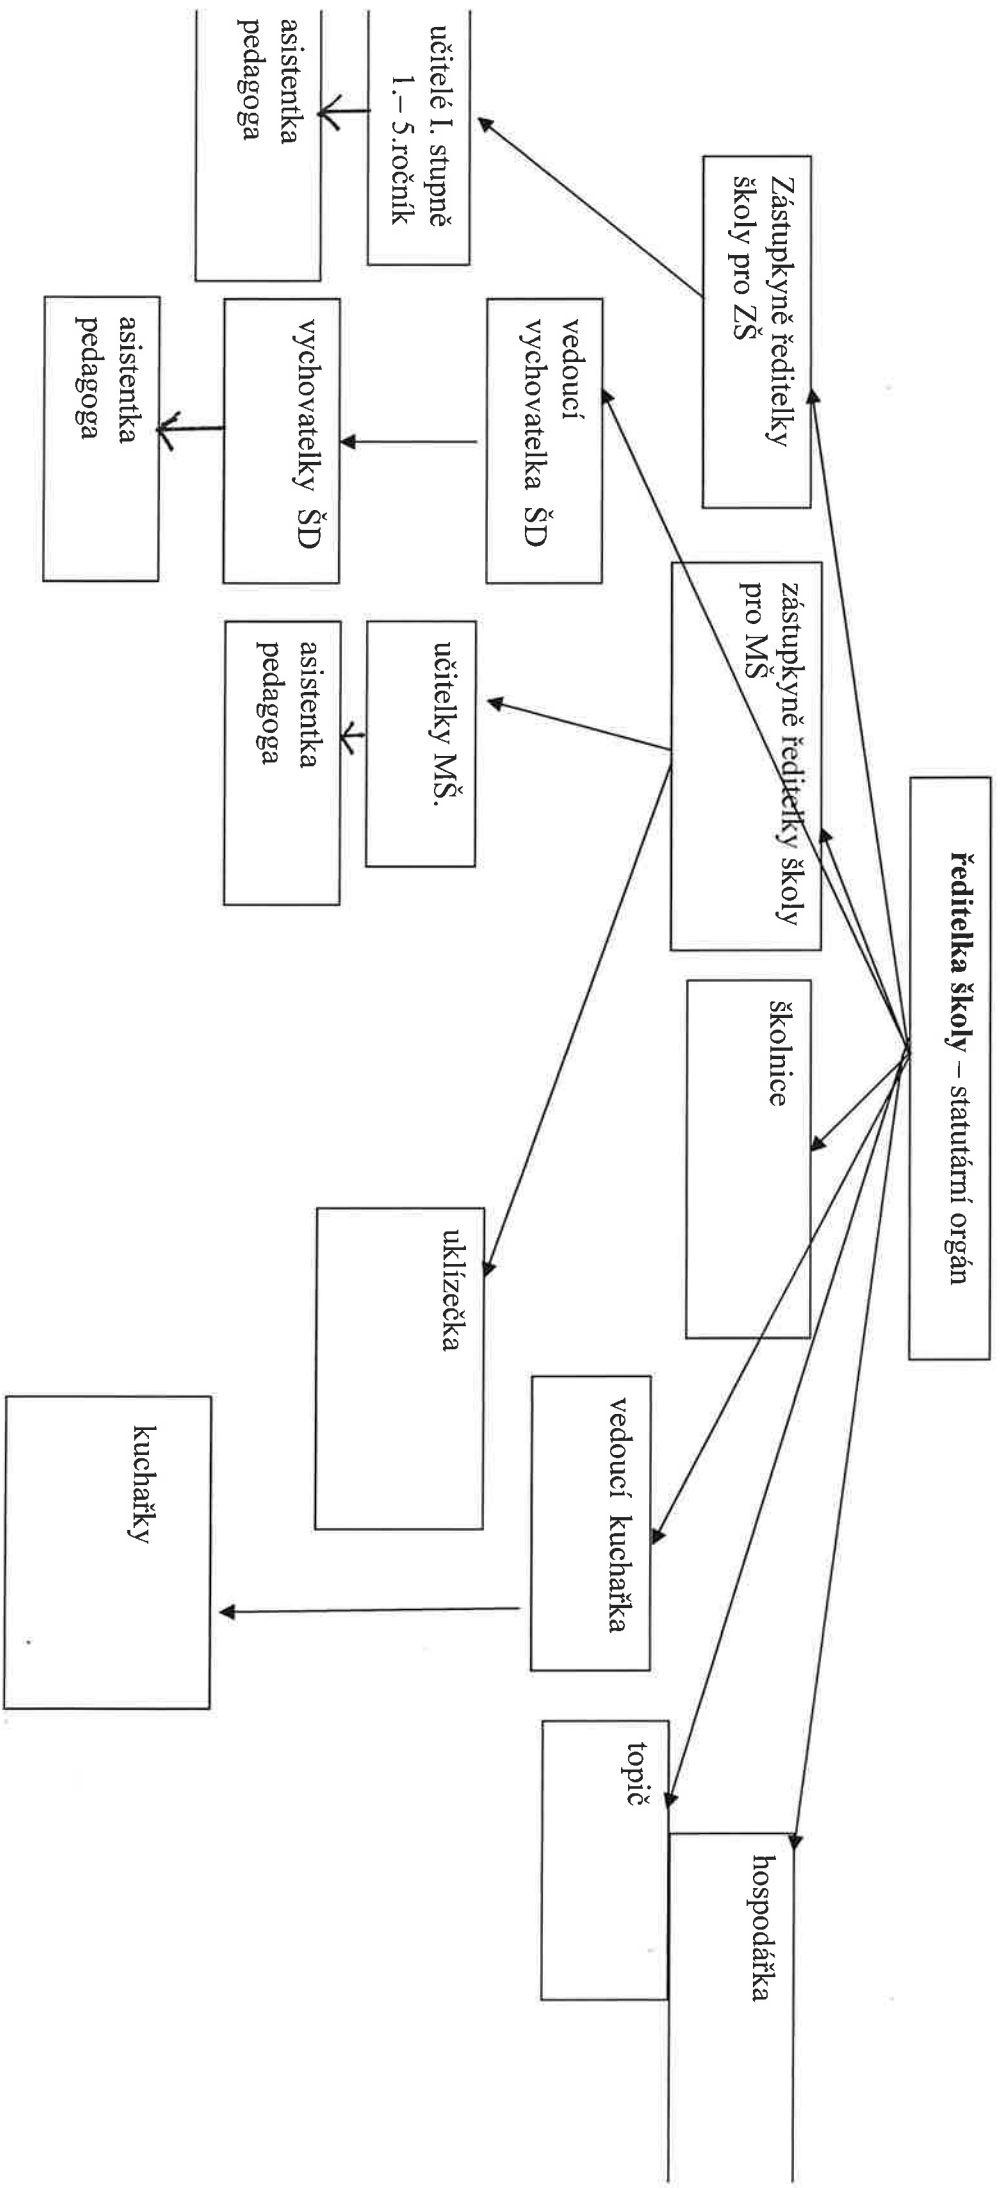 ředitelka školy – statutární orgán
Zástupkyně ředitelky
školy pro ZŠ
zástupkyně ředitelky školy
pro MŠ
školnice
hospodářka
vedoucí
vychovatelka ŠD
vedoucí kuchařka
topič
učitelé I. stupně
1.– 5.ročník
učitelky MŠ.
uklízečka
vychovatelky ŠD
asistentka
pedagoga
asistentka
pedagoga
asistentka
pedagoga
kuchařky